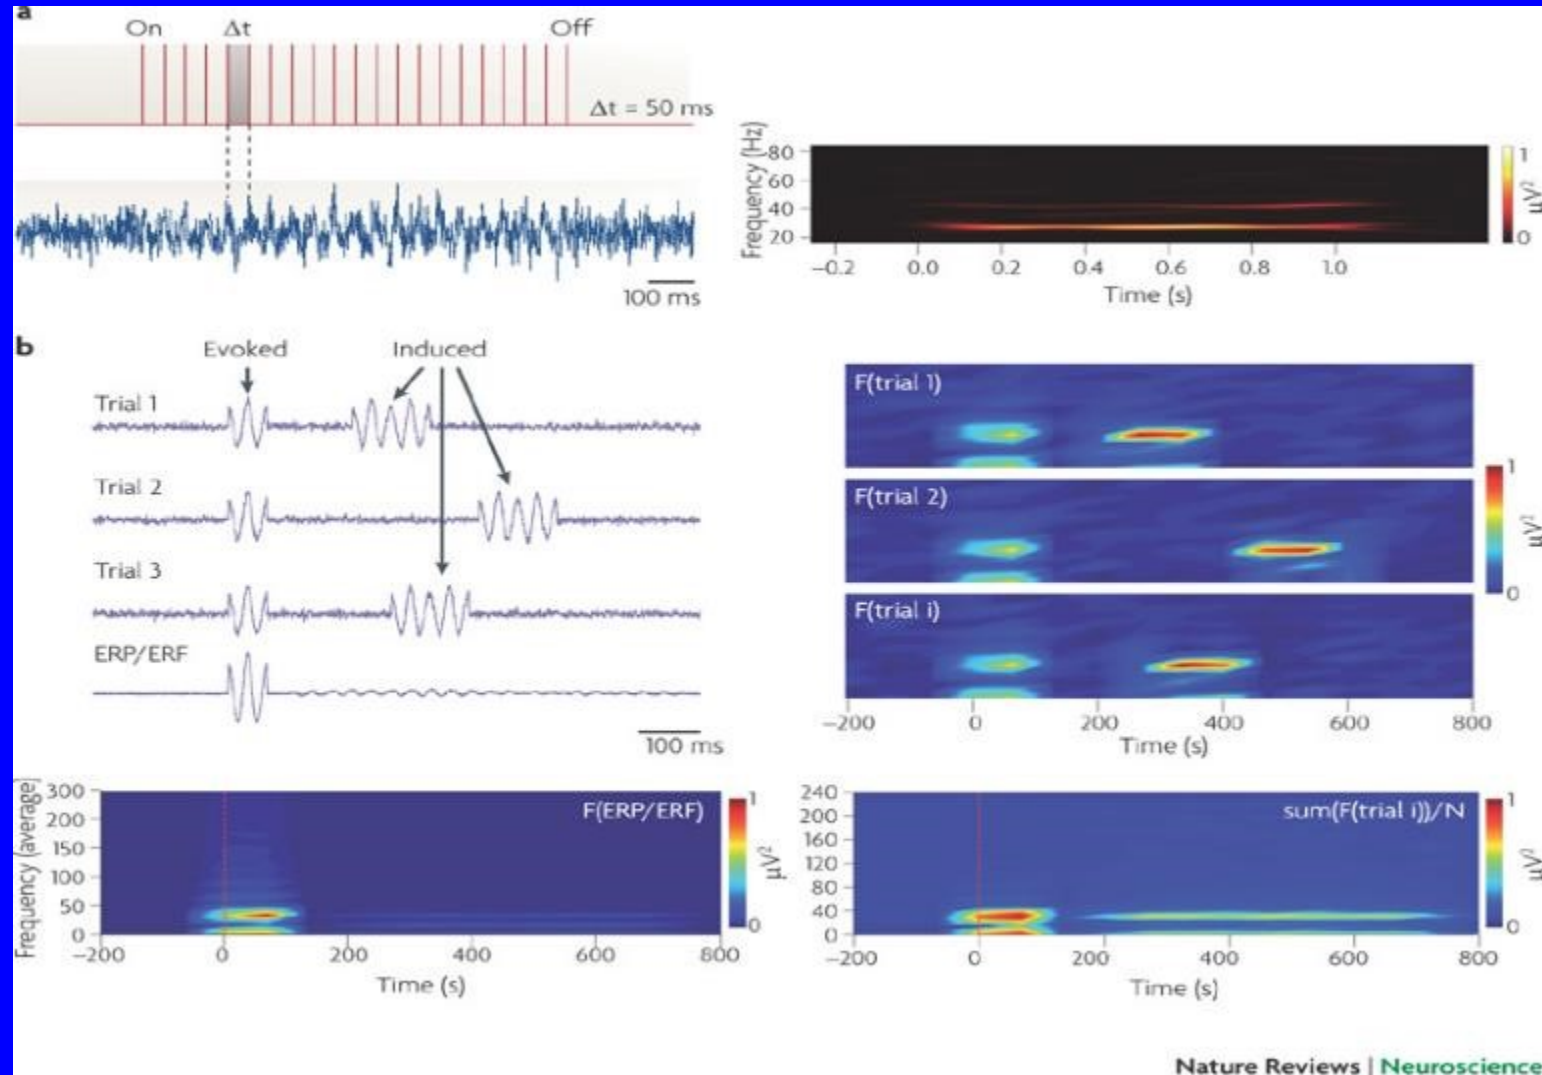 a
On Δt Off
Δt = 50 ms
100 ms
Frequency (Hz)
80
60
40
20
−0.2 0.0 0.2 0.4 0.6 0.8 1.0
Time (s)
1
0
µV²
b
Evoked Induced
Trial 1
Trial 2
Trial 3
ERP/ERF
100 ms
F(trial 1)
F(trial 2)
F(trial i)
1
0
µV²
−200 0 200 400 600 800
Time (s)
Frequency (average)
300
200
150
100
50
0
F(ERP/ERF)
1
0
µV²
−200 0 200 400 600 800
Time (s)
240
200
160
120
80
40
0
sum(F(trial i))/N
1
0
µV²
−200 0 200 400 600 800
Time (s)
Nature Reviews | Neuroscience